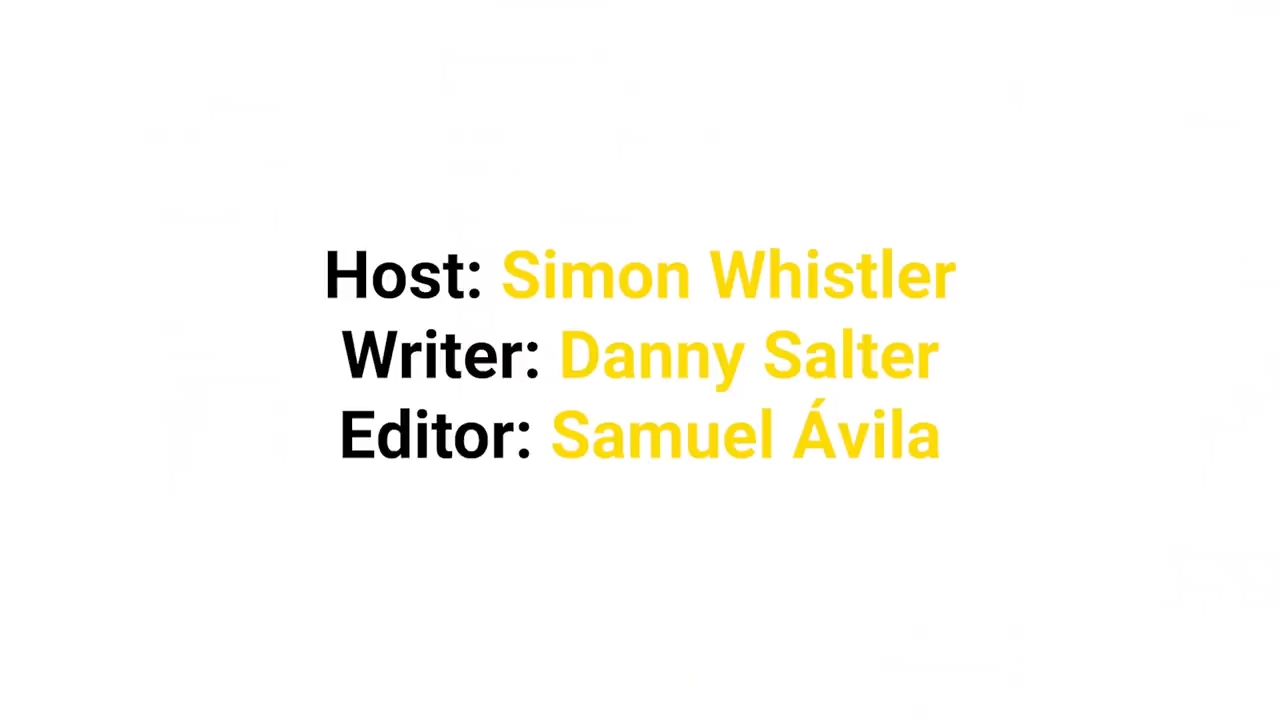 Host: Simon Whistler
Writer: Danny Salter
Editor: Samuel Ávila